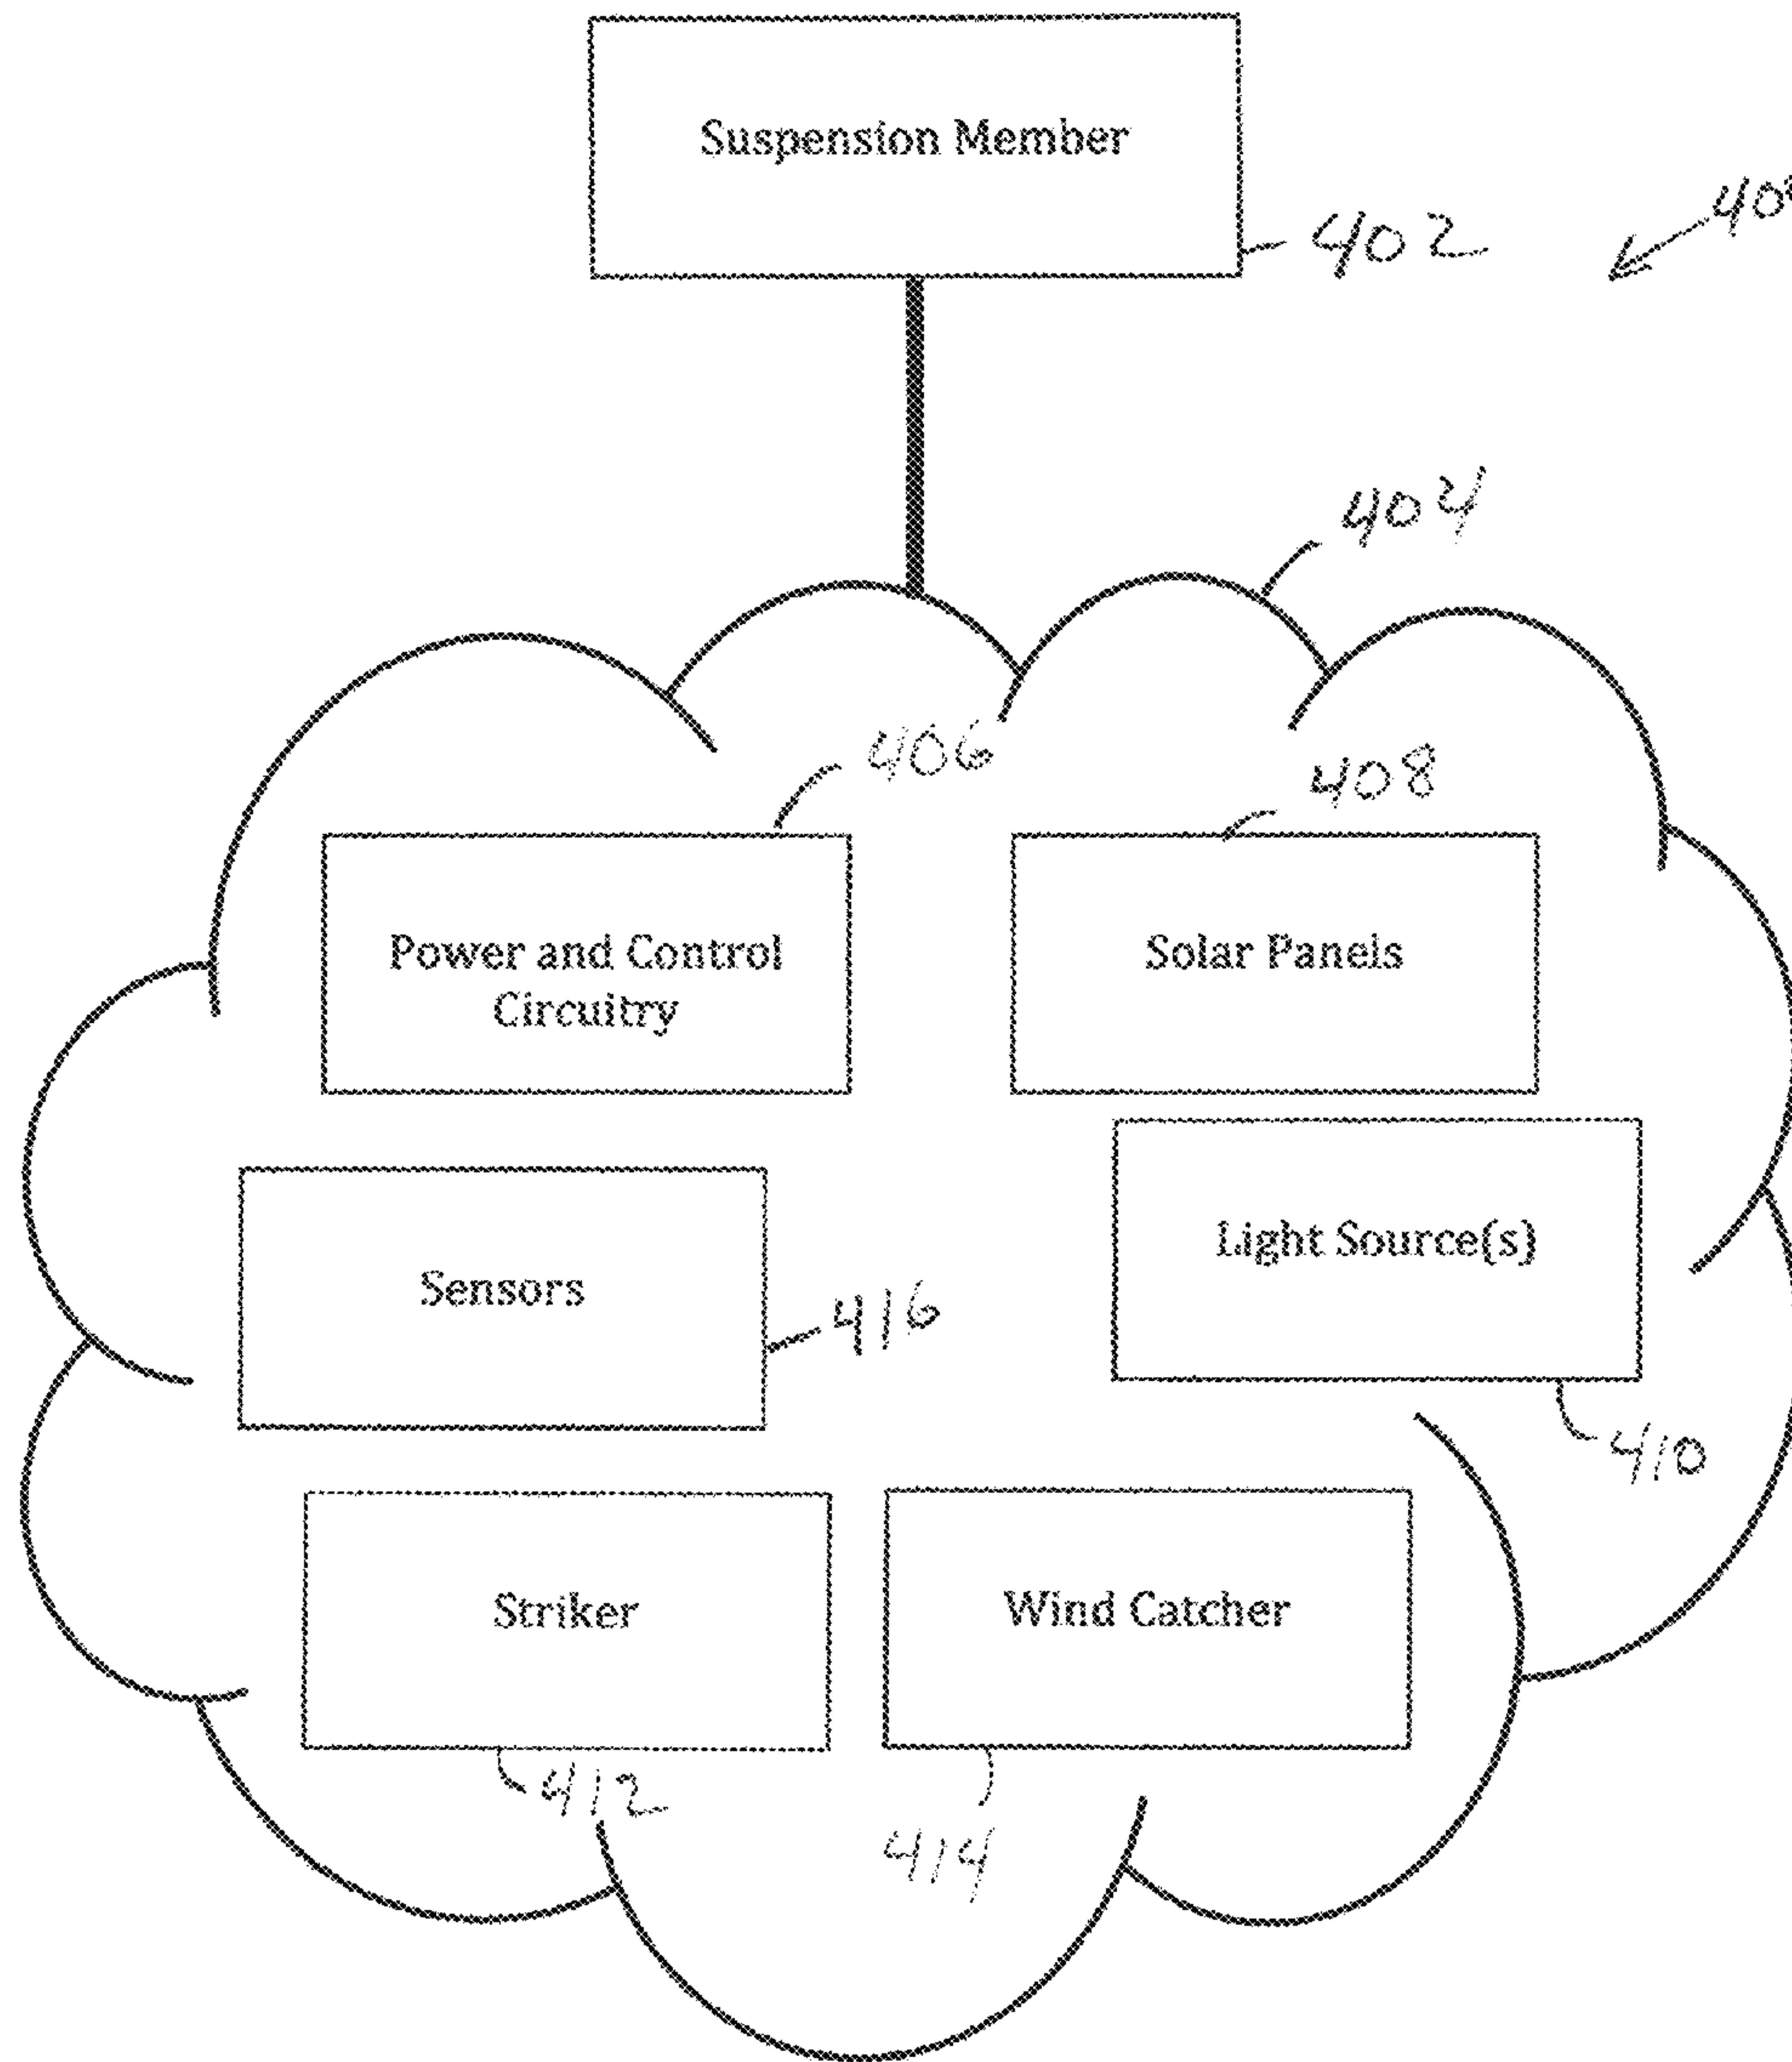 Suspension Member
402
404
406
408
Power and Control
Circuitry
Solar Panels
Light Source(s)
Sensors
416
410
Striker
Wind Catcher
412
414